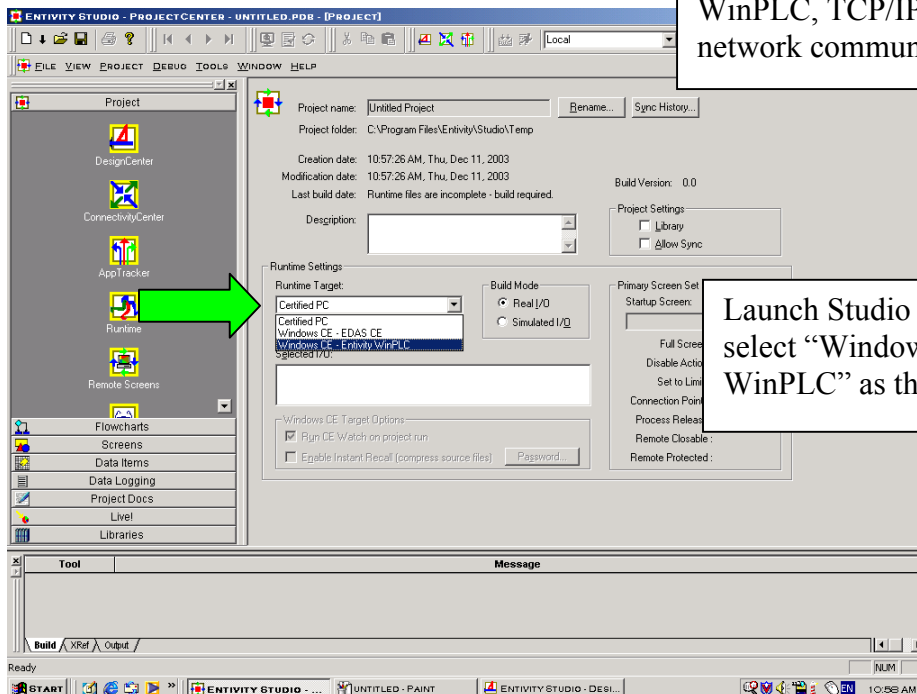 ENTIVITY STUDIO - PROJECTCENTER - UNTITLED.PDB - [PROJECT]
WinPLC, TCP/IP
network commun
Local
FILE VIEW PROJECT DEBUG TOOLS WINDOW HELP
Project
DesignCenter
ConnectivityCenter
AppTracker
Runtime
Remote Screens
Flowcharts
Screens
Data Items
Data Logging
Project Docs
Live!
Libraries
Project name: Untitled Project Rename... Sync History...
Project folder: C:\Program Files\Entivity\Studio\Temp
Creation date: 10:57:26 AM, Thu, Dec 11, 2003
Modification date: 10:57:26 AM, Thu, Dec 11, 2003
Last build date: Runtime files are incomplete - build required.
Build Version: 0.0
Description:
Project Settings
Library
Allow Sync
Runtime Settings
Runtime Target:
Certified PC
Certified PC
Windows CE - EDAS CE
Windows CE - Entivity WinPLC
Selected I/O:
Build Mode
Real I/O
Simulated I/O
Windows CE Target Options
Run CE Watch on project run
Enable Instant Recall (compress source files) Password...
Primary Screen Set
Startup Screen:
Full Scree
Disable Actio
Set to Limi
Connection Poin
Process Releas
Remote Closable :
Remote Protected :
Launch Studio
select “Window
WinPLC” as th
Tool Message
Build XRef Output
Ready NUM
START ENTIVITY STUDIO - ... UNTITLED - PAINT ENTIVITY STUDIO - DESI... EN 10:58 AM